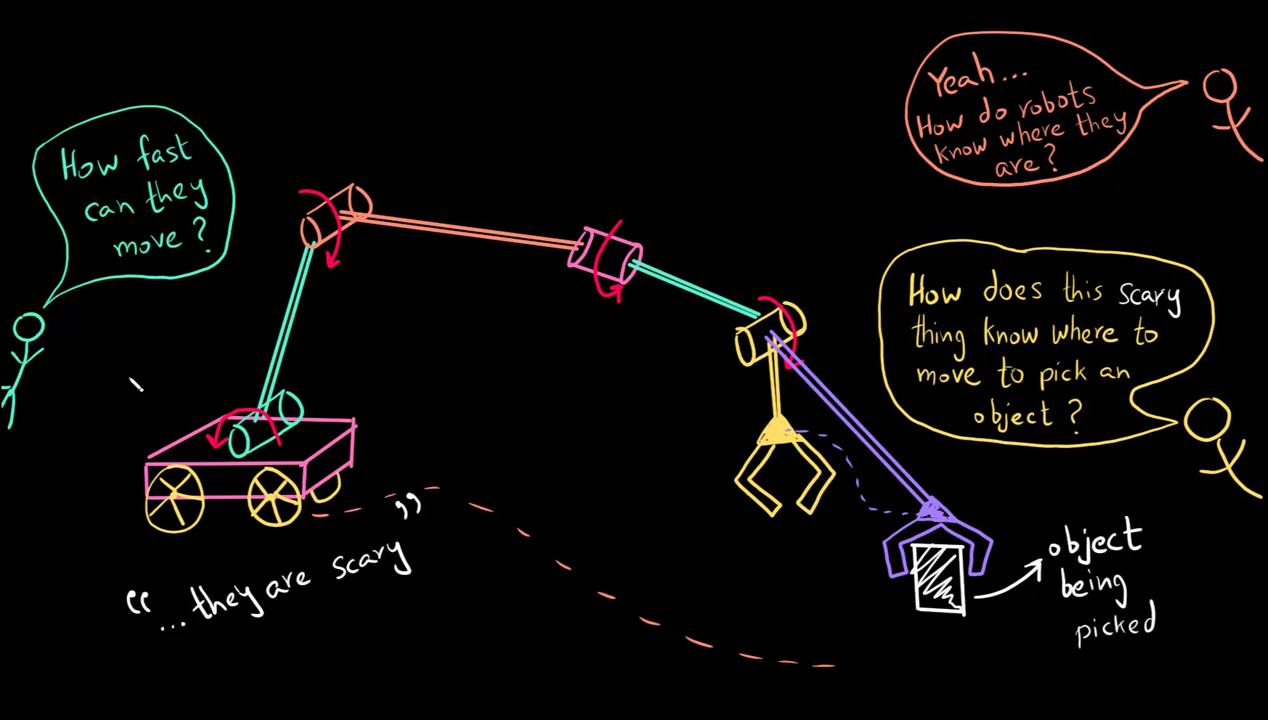 How fast
can they
move?
Yeah...
How do robots
know where they
are?
How does this scary
thing know where to
move to pick an
object?
"...they are scary"
object
being
picked